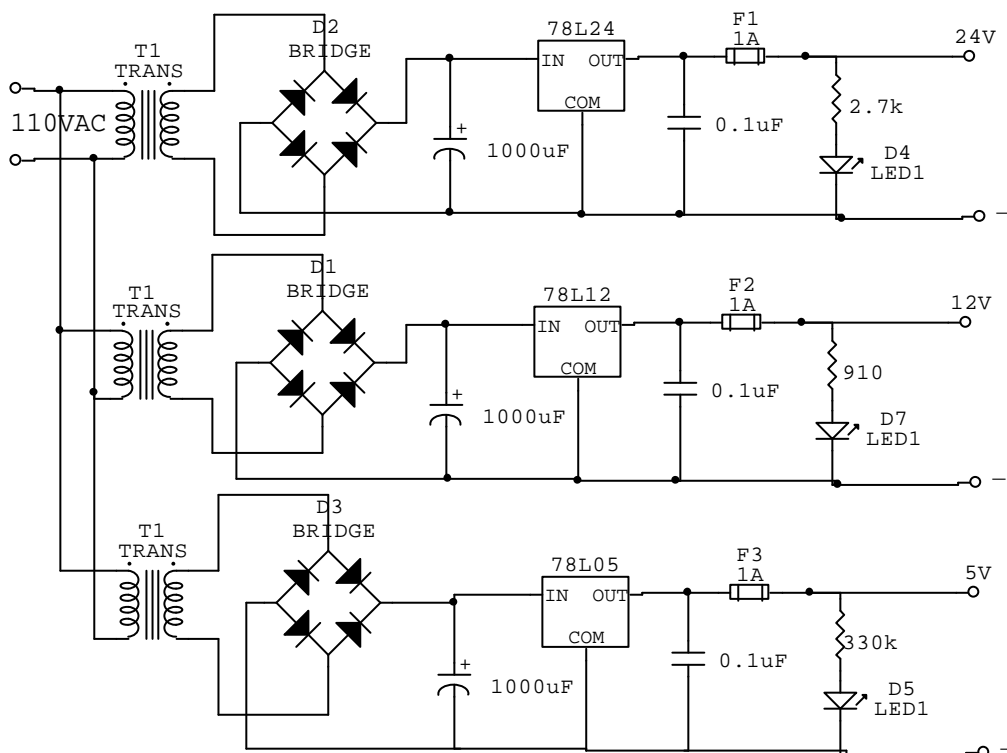 110VAC
T1
TRANS
D2
BRIDGE
+
1000uF
78L24
IN OUT
COM
0.1uF
F1
1A
24V
2.7k
D4
LED1
−
T1
TRANS
D1
BRIDGE
+
1000uF
78L12
IN OUT
COM
0.1uF
F2
1A
12V
910
D7
LED1
−
T1
TRANS
D3
BRIDGE
+
1000uF
78L05
IN OUT
COM
0.1uF
F3
1A
5V
330k
D5
LED1
−